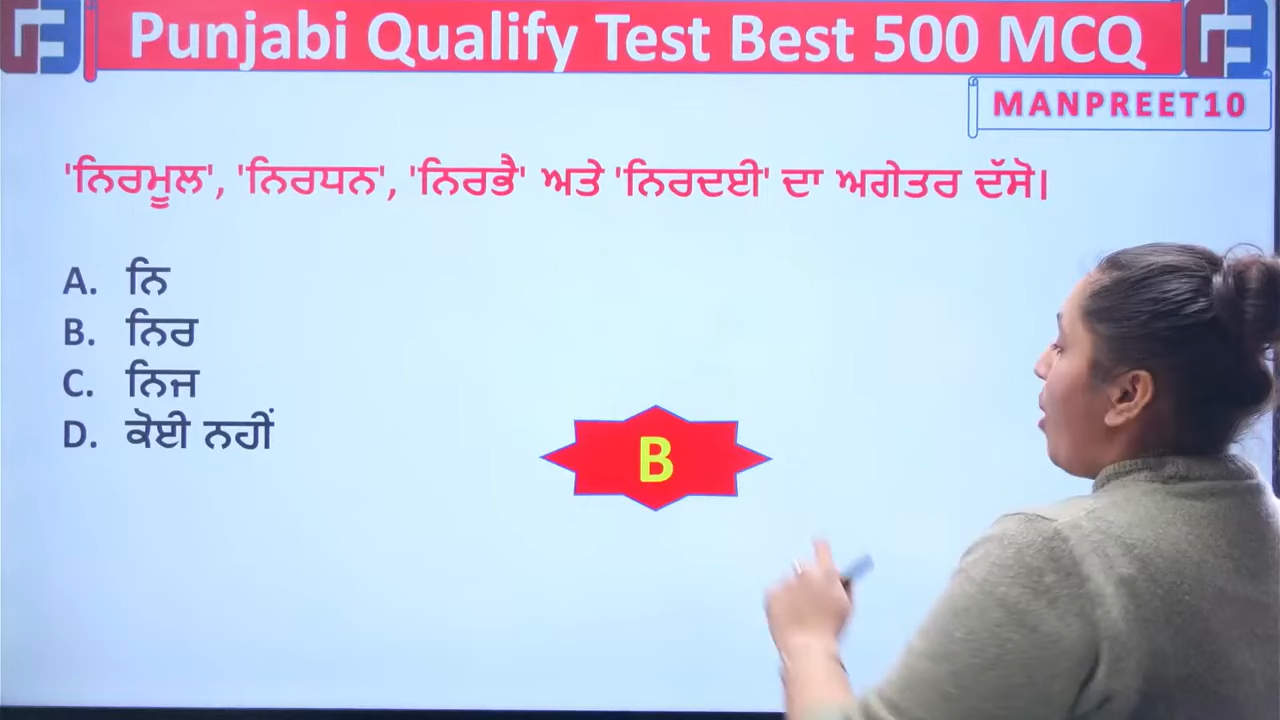 Punjabi Qualify Test Best 500 MCQ
MANPREET10
'ਨਿਰਮੂਲ', 'ਨਿਰਧਨ', 'ਨਿਰਭੈ' ਅਤੇ 'ਨਿਰਦਈ' ਦਾ ਅਗੇਤਰ ਦੱਸੋ।
A. ਨਿ
B. ਨਿਰ
C. ਨਿਜ
D. ਕੋਈ ਨਹੀਂ
B